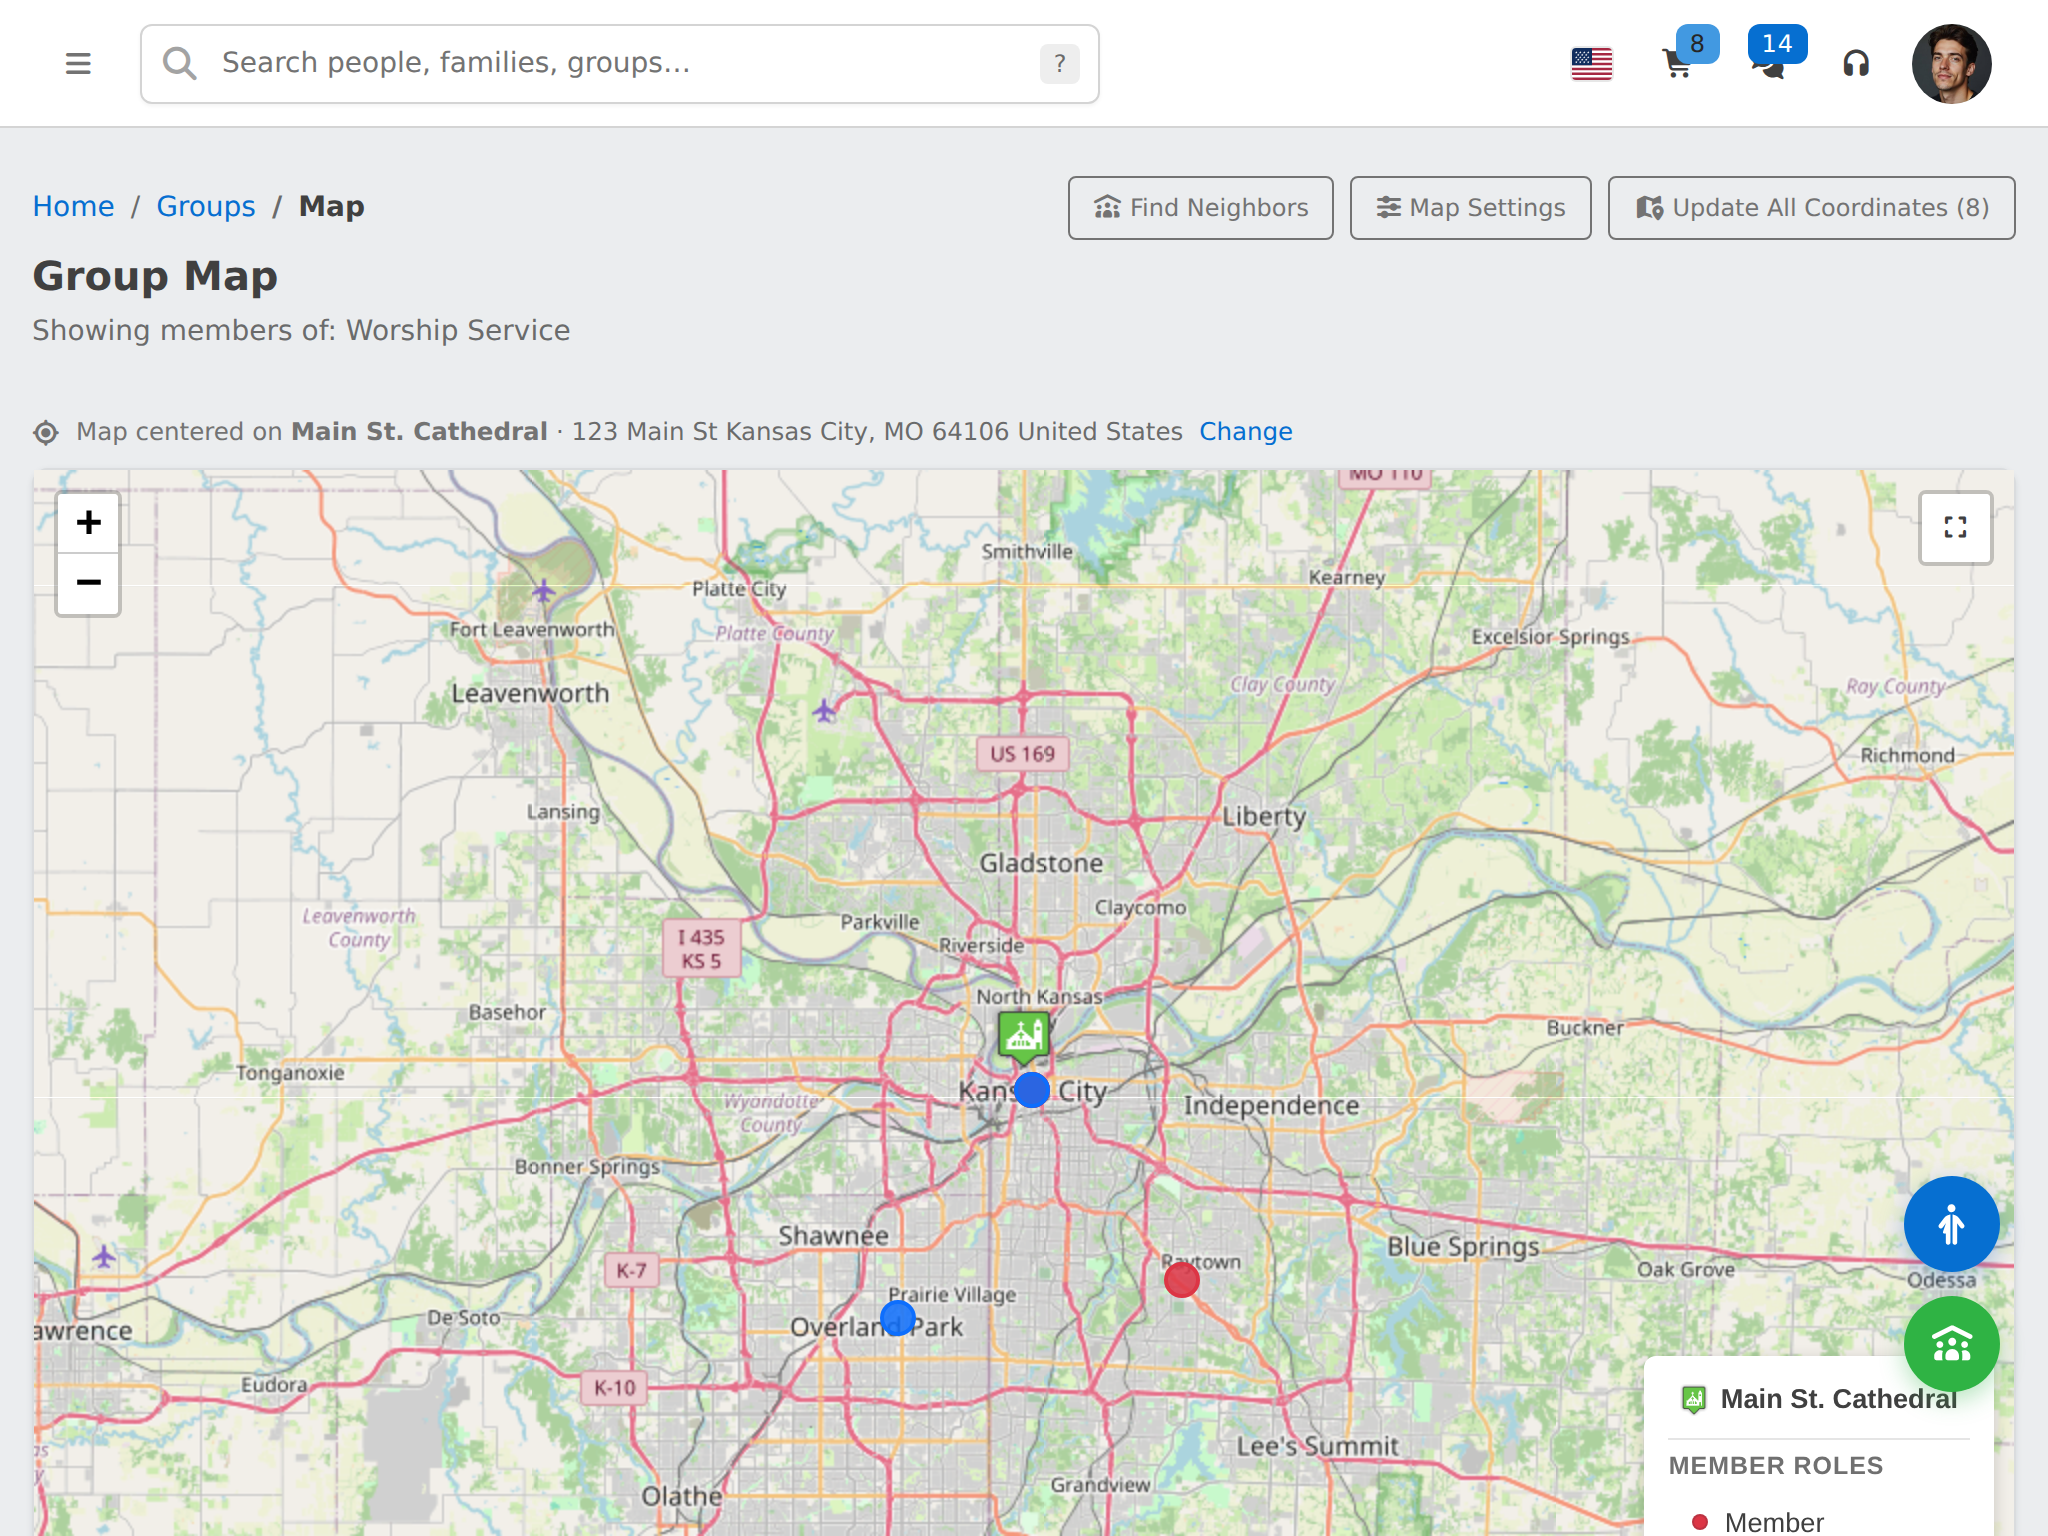 Search people, families, groups...
?
8
14
Home / Groups / Map
Find Neighbors
Map Settings
Update All Coordinates (8)
Group Map
Showing members of: Worship Service
Map centered on Main St. Cathedral · 123 Main St Kansas City, MO 64106 United States Change
+
−
MO 110
Smithville
Kearney
Platte City
Fort Leavenworth
Platte County
Excelsior Springs
Leavenworth
Clay County
Ray County
US 169
Richmond
Lansing
Liberty
Gladstone
Claycomo
Leavenworth
County
Parkville
I 435
KS 5
Riverside
North Kansas
Basehor
Buckner
Tonganoxie
Kans City
Independence
Wyandotte
County
Bonner Springs
Shawnee
Blue Springs
Raytown
K-7
Oak Grove
Odessa
Prairie Village
De Soto
Overland Park
awrence
Eudora
K-10
Main St. Cathedral
Lee's Summit
MEMBER ROLES
Grandview
Olathe
Member